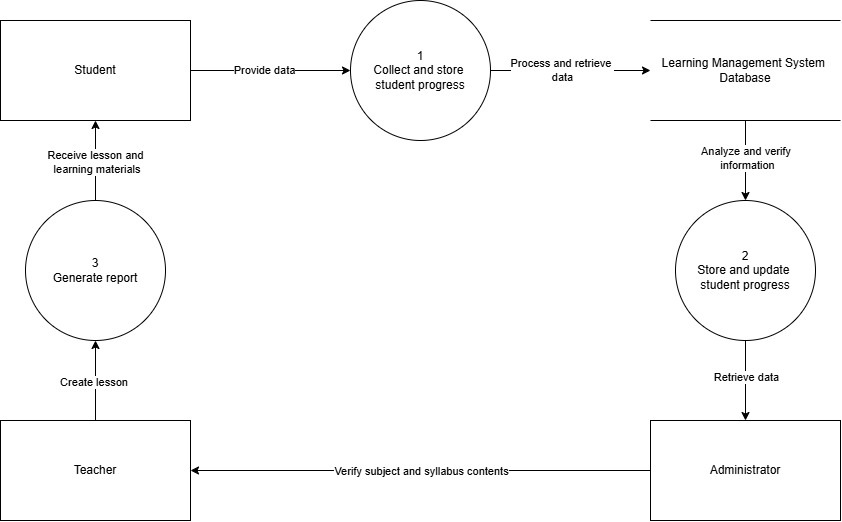 Student
Provide data
1
Collect and store
student progress
Process and retrieve
data
Learning Management System
Database
Receive lesson and
learning materials
Analyze and verify
information
3
Generate report
2
Store and update
student progress
Create lesson
Retrieve data
Teacher
Verify subject and syllabus contents
Administrator